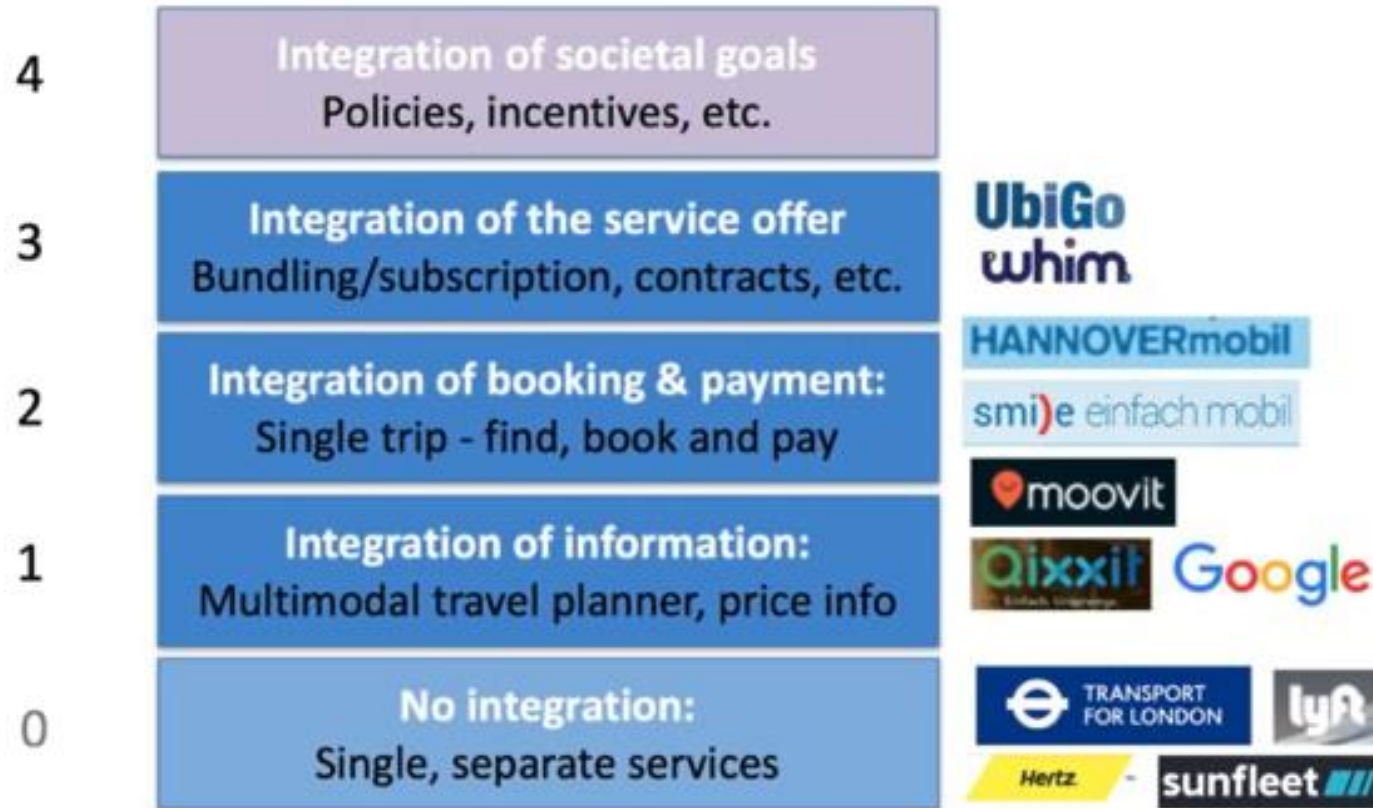 4
Integration of societal goals
Policies, incentives, etc.
3
Integration of the service offer
Bundling/subscription, contracts, etc.
UbiGo
whim
2
Integration of booking & payment:
Single trip - find, book and pay
HANNOVERmobil
smi)e einfach mobil
1
Integration of information:
Multimodal travel planner, price info
moovit
Qixxit
Google
0
No integration:
Single, separate services
TRANSPORT
FOR LONDON
lyft
Hertz -
sunfleet